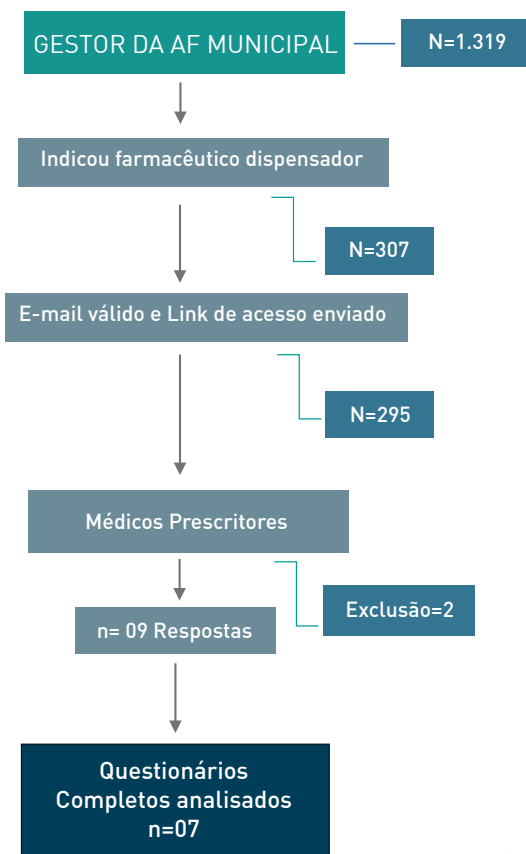 GESTOR DA AF MUNICIPAL
N=1.319
Indicou farmacêutico dispensador
N=307
E-mail válido e Link de acesso enviado
N=295
Médicos Prescritores
Exclusão=2
n= 09 Respostas
Questionários
Completos analisados
n=07